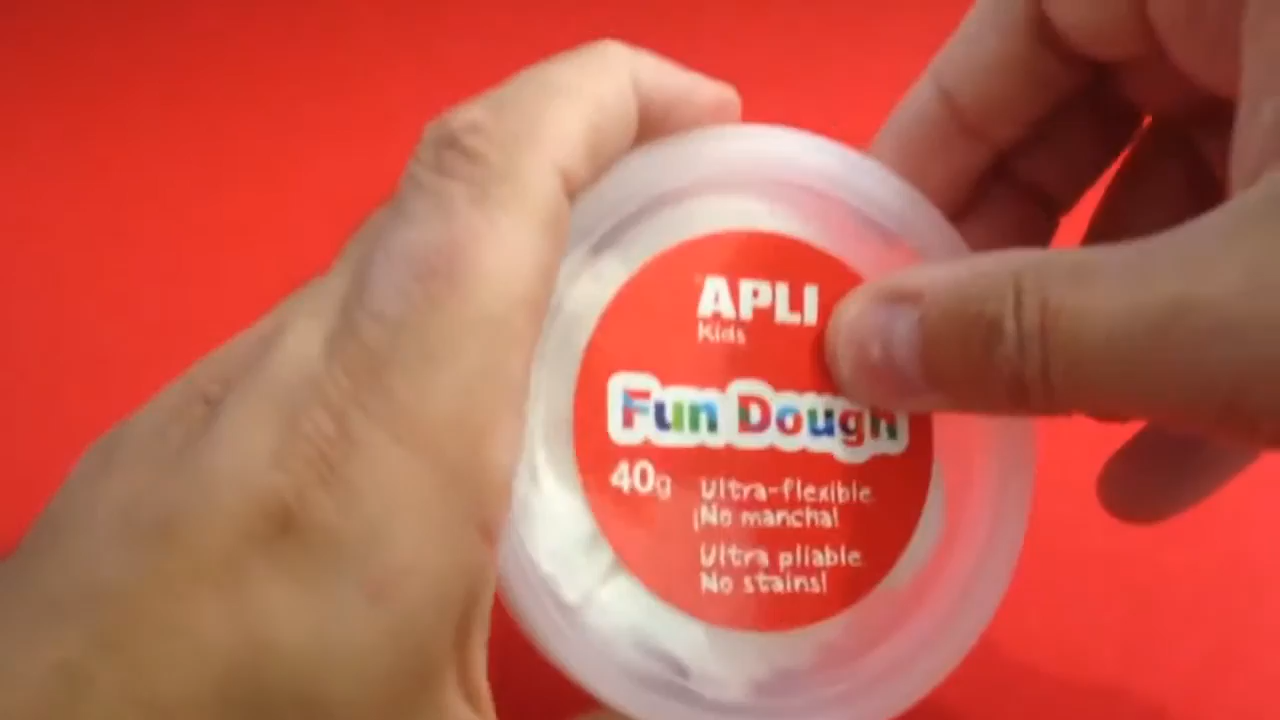 APLI
Kids
Fun Dough
40g
Ultra-flexible
¡No mancha!
Ultra pliable
No stains!